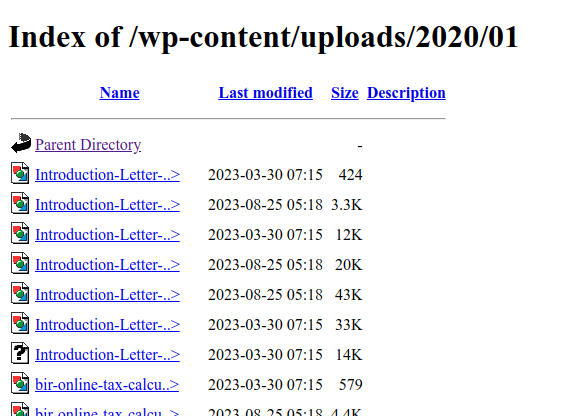 Index of /wp-content/uploads/2020/01
Name Last modified Size Description
Parent Directory -
Introduction-Letter-..> 2023-03-30 07:15 424
Introduction-Letter-..> 2023-08-25 05:18 3.3K
Introduction-Letter-..> 2023-03-30 07:15 12K
Introduction-Letter-..> 2023-08-25 05:18 20K
Introduction-Letter-..> 2023-08-25 05:18 43K
Introduction-Letter-..> 2023-03-30 07:15 33K
Introduction-Letter-..> 2023-03-30 07:15 14K
bir-online-tax-calcu..> 2023-03-30 07:15 579
bir-online-tax-calcu..> 2023-08-25 05:18 4.4K